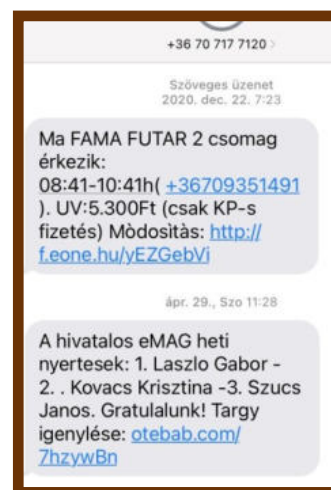 +36 70 717 7120 >
Szöveges üzenet
2020. dec. 22. 7:23
Ma FAMA FUTAR 2 csomag
érkezik:
08:41-10:41h( +36709351491
). UV:5.300Ft (csak KP-s
fizetés) Mòdosìtàs: http://
f.eone.hu/yEZGebVi
ápr. 29., Szo 11:28
A hivatalos eMAG heti
nyertesek: 1. Laszlo Gabor -
2. . Kovacs Krisztina -3. Szucs
Janos. Gratulalunk! Targy
igenylése: otebab.com/
7hzywBn